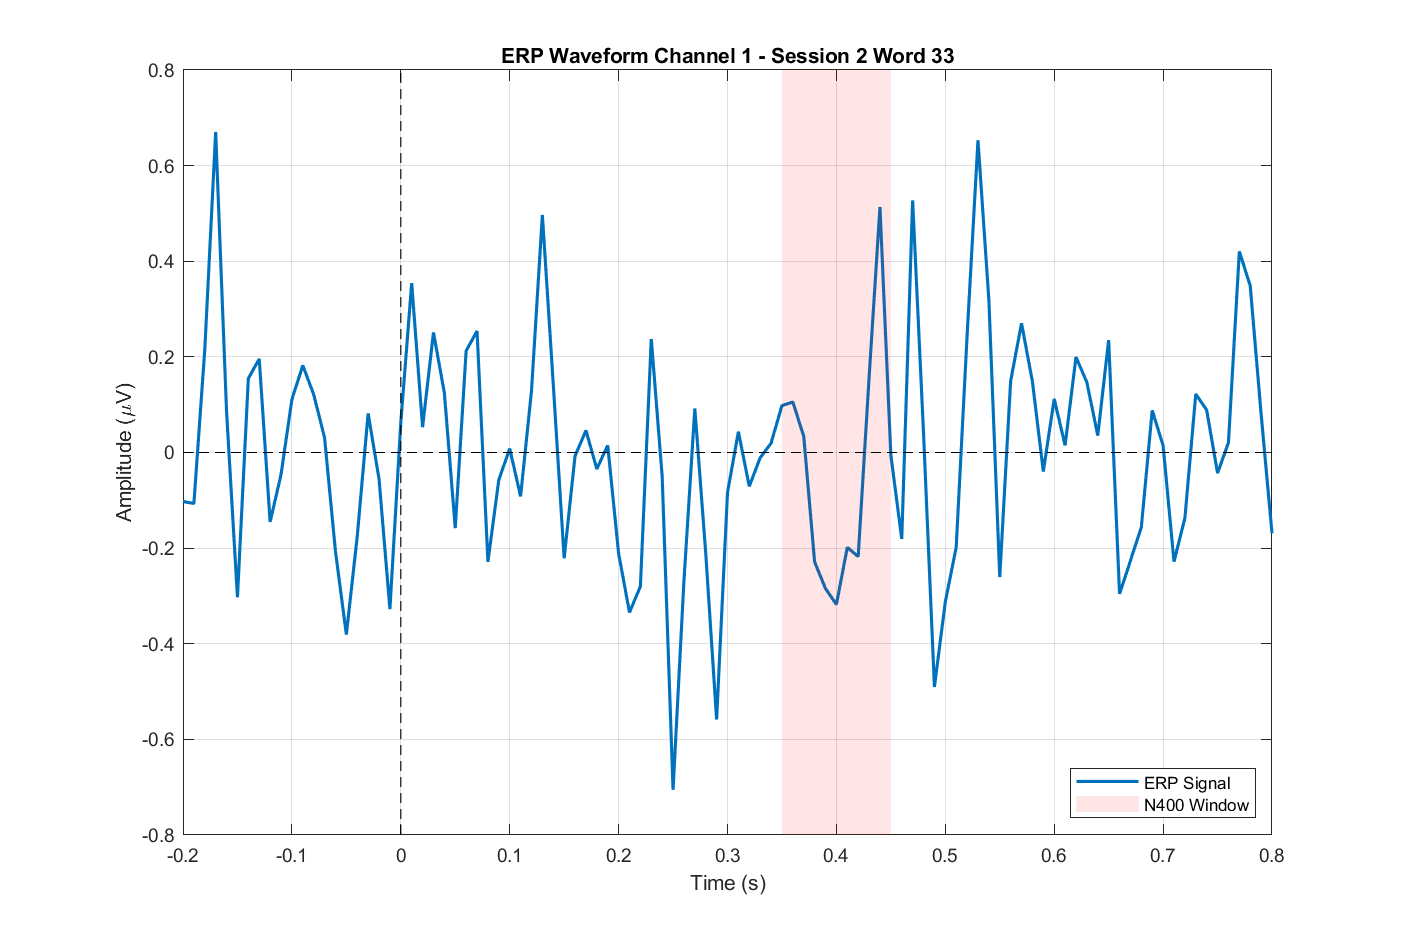 ERP Waveform Channel 1 - Session 2 Word 33
0.8
0.6
0.4
0.2
0
-0.2
-0.4
-0.6
-0.8
Amplitude (μV)
ERP Signal
N400 Window
-0.2 -0.1 0 0.1 0.2 0.3 0.4 0.5 0.6 0.7 0.8
Time (s)